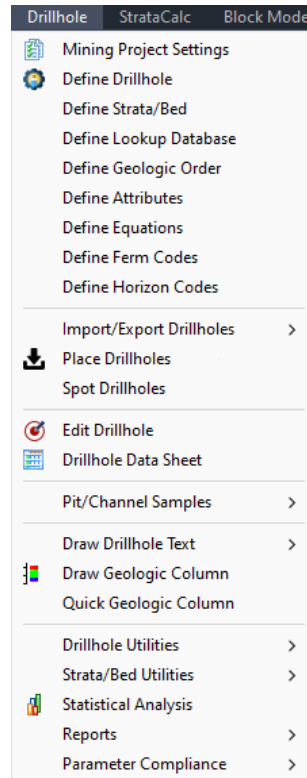 Drillhole StrataCalc Block Mode
Mining Project Settings
Define Drillhole
Define Strata/Bed
Define Lookup Database
Define Geologic Order
Define Attributes
Define Equations
Define Ferm Codes
Define Horizon Codes
Import/Export Drillholes
Place Drillholes
Spot Drillholes
Edit Drillhole
Drillhole Data Sheet
Pit/Channel Samples
Draw Drillhole Text
Draw Geologic Column
Quick Geologic Column
Drillhole Utilities
Strata/Bed Utilities
Statistical Analysis
Reports
Parameter Compliance